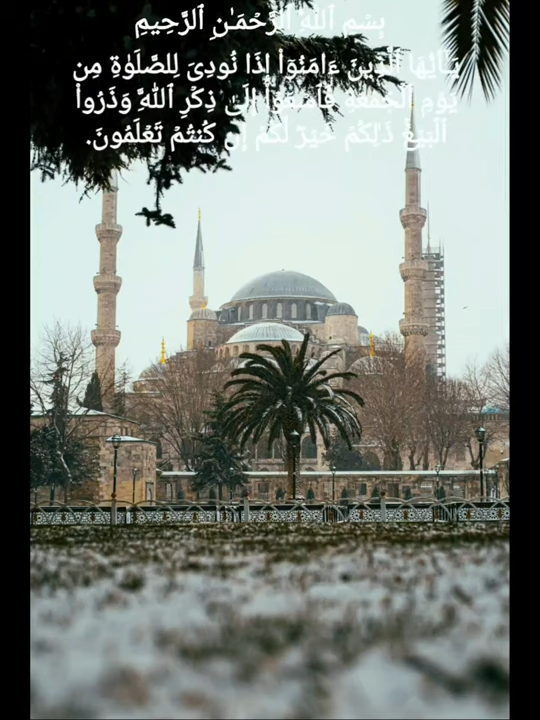 بِسْمِ ٱللَّهِ ٱلرَّحْمَـٰنِ ٱلرَّحِيمِ
يَـٰٓأَيُّهَا ٱلَّذِينَ ءَامَنُوٓا۟ إِذَا نُودِىَ لِلصَّلَوٰةِ مِن
يَوْمِ ٱلْجُمُعَةِ فَٱسْعَوْا۟ إِلَىٰ ذِكْرِ ٱللَّهِ وَذَرُوا۟
ٱلْبَيْعَ ۚ ذَٰلِكُمْ خَيْرٌ لَّكُمْ إِن كُنتُمْ تَعْلَمُونَ.